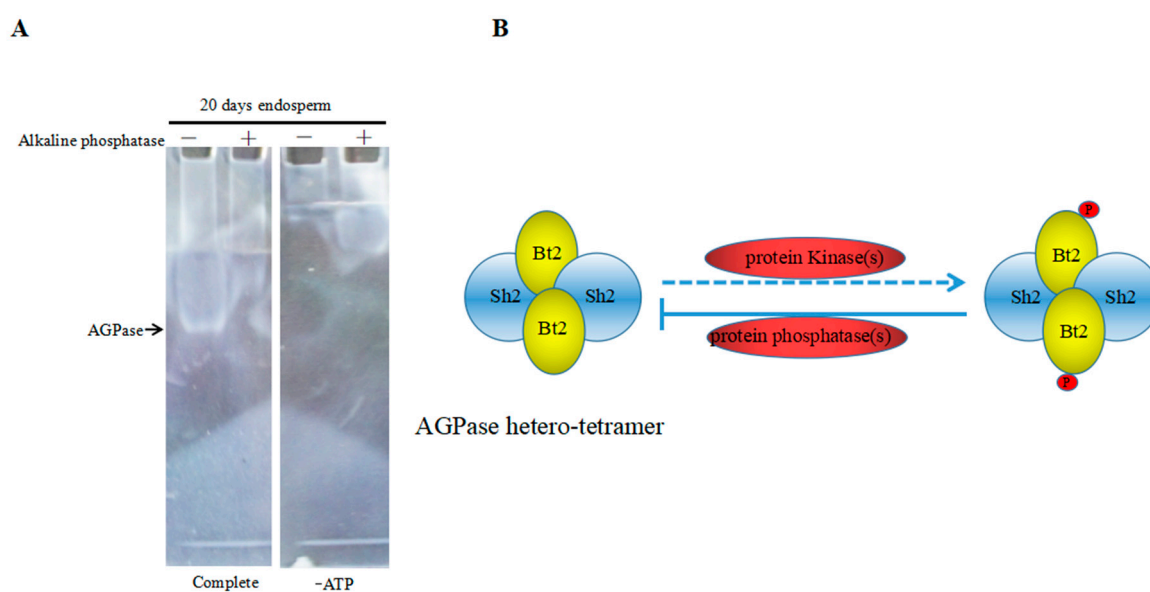 A
B
20 days endosperm
Alkaline phosphatase
− + − +
AGPase
Complete
−ATP
Bt2
Sh2
Sh2
Bt2
protein Kinase(s)
protein phosphatase(s)
P
Bt2
Sh2
Sh2
Bt2
P
AGPase hetero-tetramer